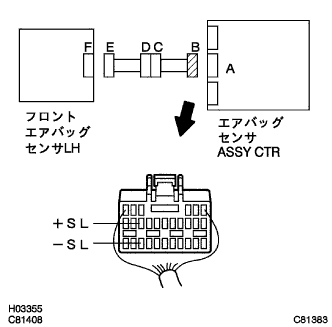 F E D C B
A
フロント
エアバッグ
センサLH
エアバッグ
センサ
ASSY CTR
+SL
−SL
H03355
C81408
C81383